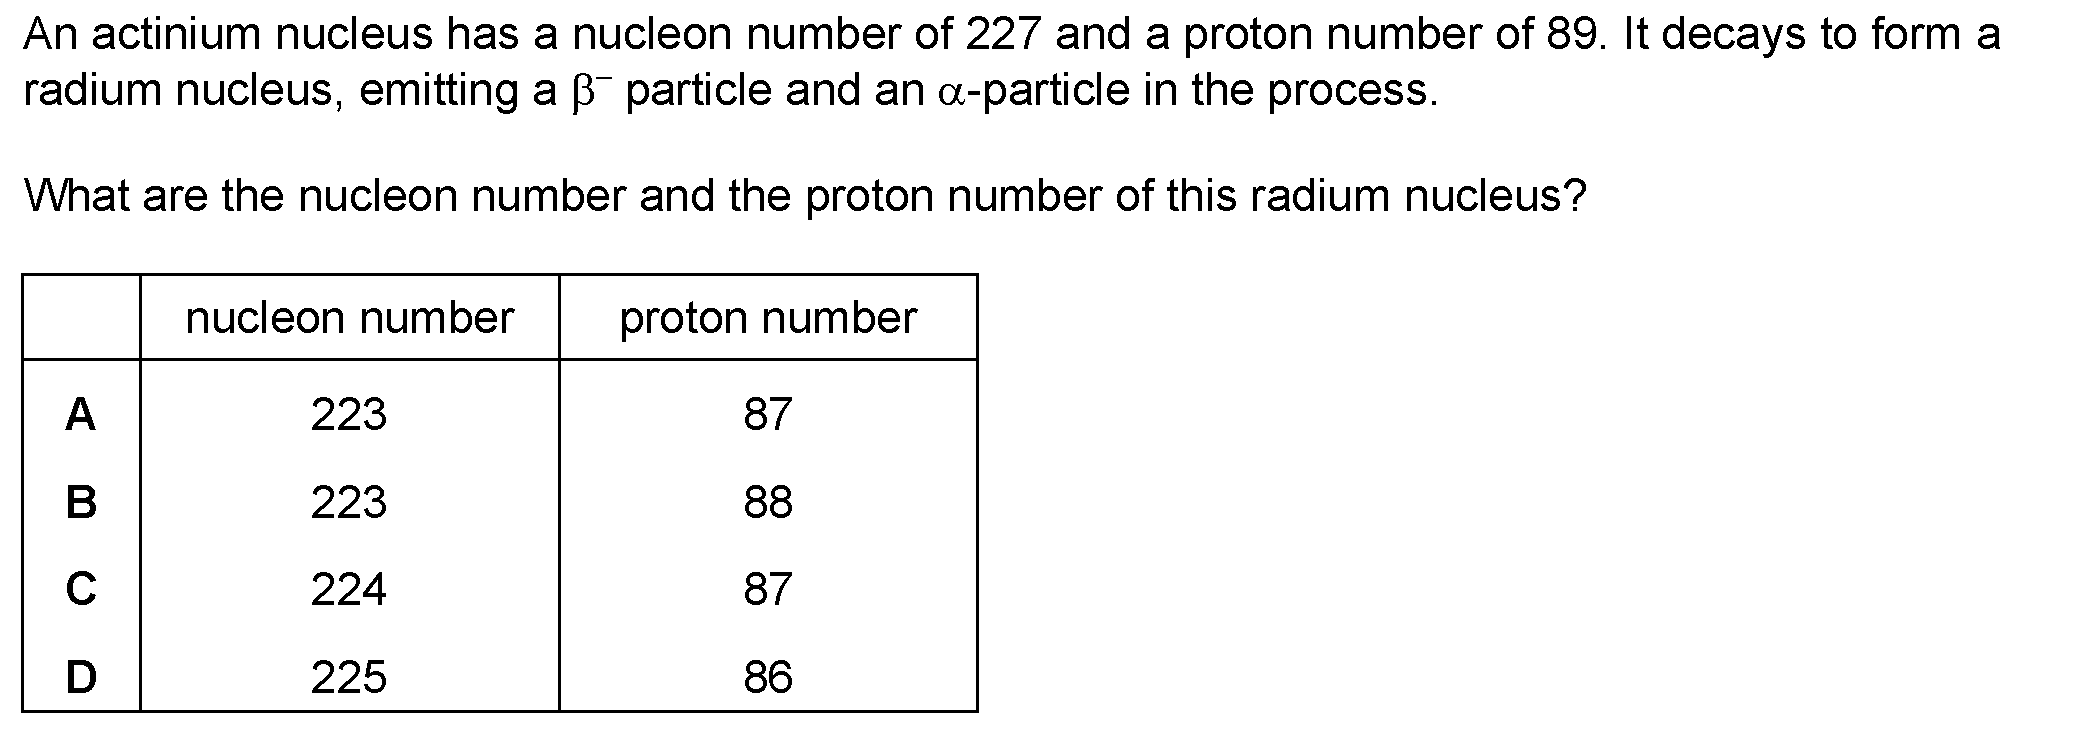 An actinium nucleus has a nucleon number of 227 and a proton number of 89. It decays to form a
radium nucleus, emitting a β⁻ particle and an α-particle in the process.
What are the nucleon number and the proton number of this radium nucleus?
nucleon number proton number
A 223 87
B 223 88
C 224 87
D 225 86